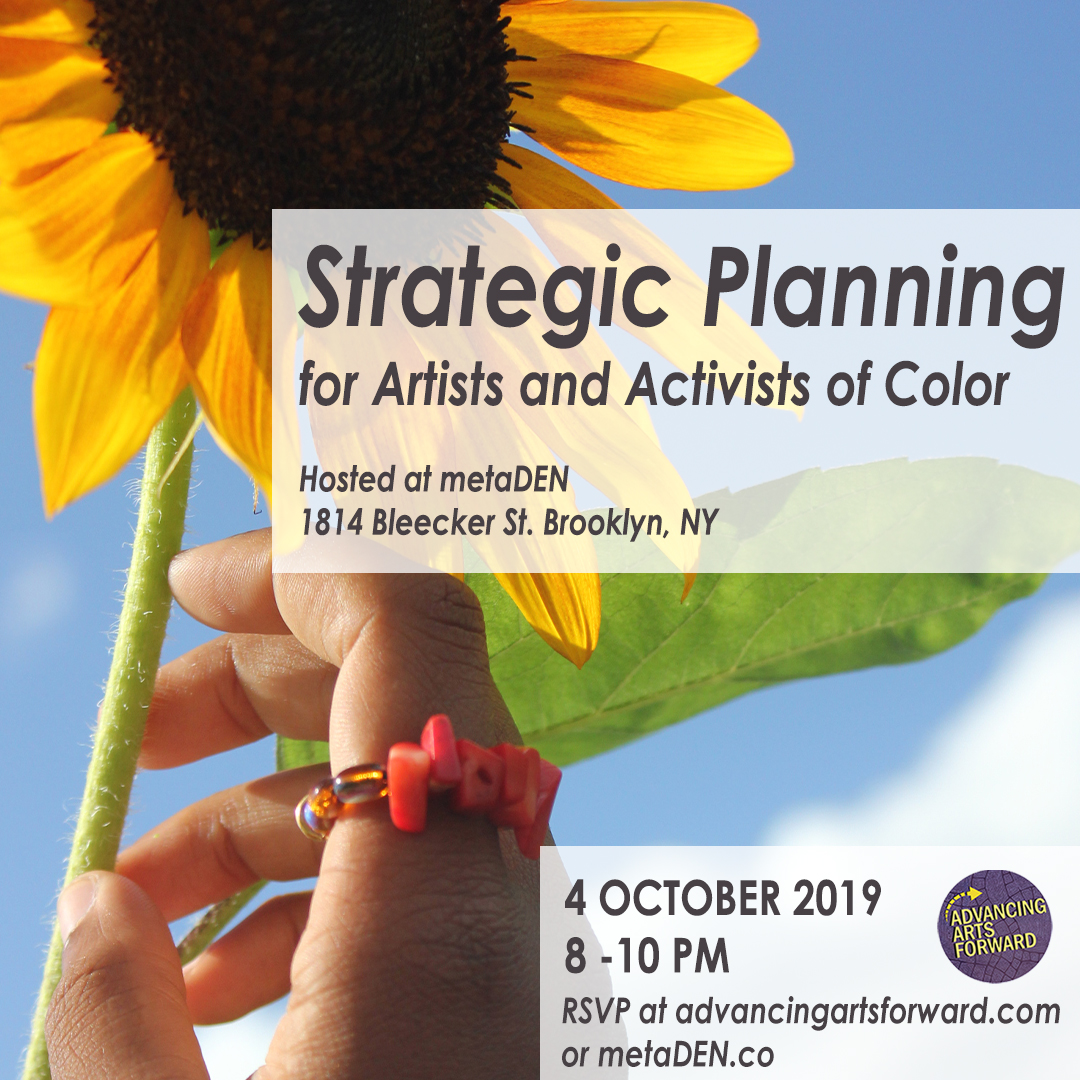 Strategic Planning
for Artists and Activists of Color
Hosted at metaDEN
1814 Bleecker St. Brooklyn, NY
4 OCTOBER 2019
8 -10 PM
ADVANCING
ARTS
FORWARD
RSVP at advancingartsforward.com
or metaDEN.co